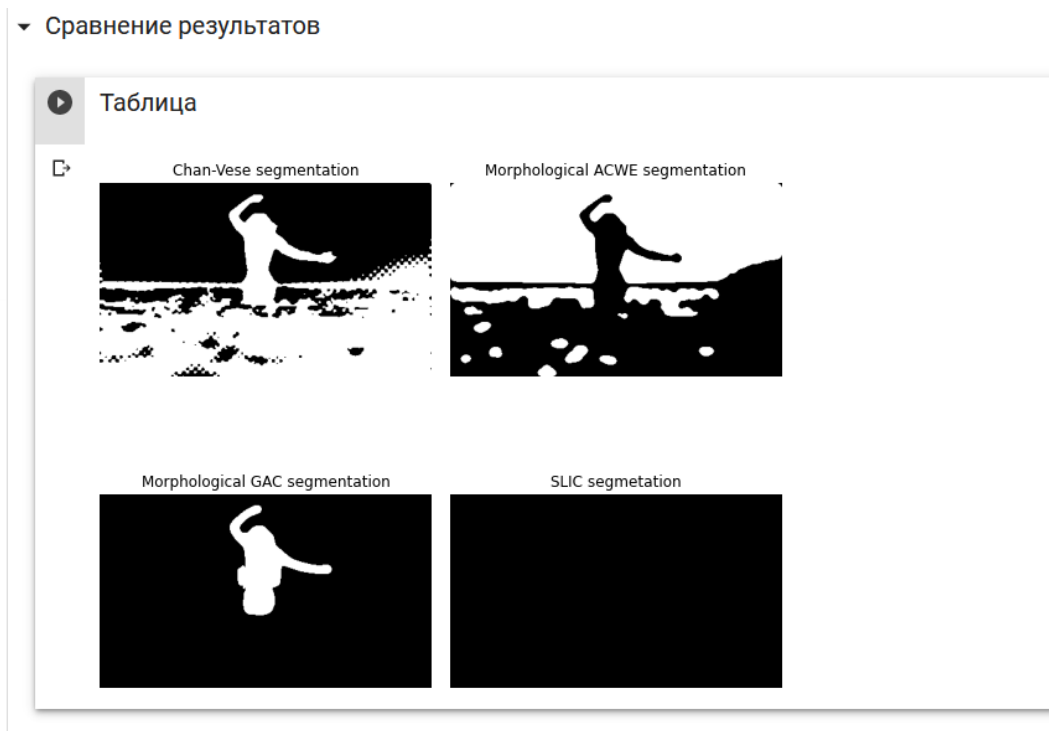 Сравнение результатов
Таблица
Chan-Vese segmentation
Morphological ACWE segmentation
Morphological GAC segmentation
SLIC segmetation